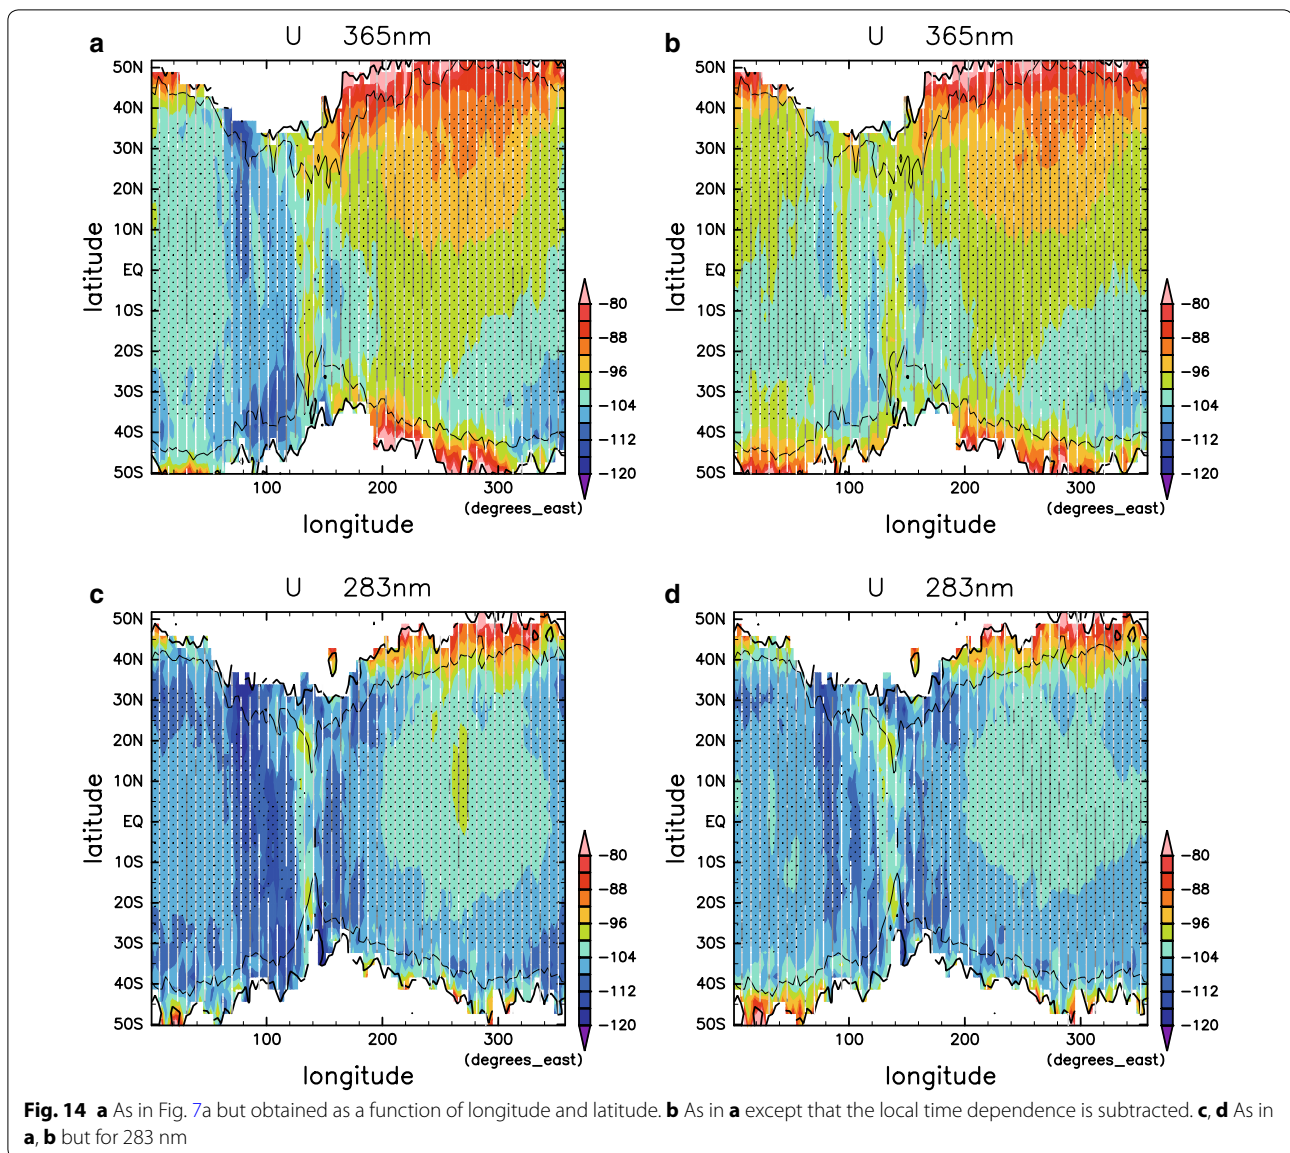 a
U 365nm
50N
40N
30N
20N
10N
EQ
10S
20S
30S
40S
50S
latitude
100 200 300
(degrees_east)
longitude
−80
−88
−96
−104
−112
−120
b
U 365nm
50N
40N
30N
20N
10N
EQ
10S
20S
30S
40S
50S
latitude
100 200 300
(degrees_east)
longitude
−80
−88
−96
−104
−112
−120
c
U 283nm
50N
40N
30N
20N
10N
EQ
10S
20S
30S
40S
50S
latitude
100 200 300
(degrees_east)
longitude
−80
−88
−96
−104
−112
−120
d
U 283nm
50N
40N
30N
20N
10N
EQ
10S
20S
30S
40S
50S
latitude
100 200 300
(degrees_east)
longitude
−80
−88
−96
−104
−112
−120
Fig. 14 a As in Fig. 7a but obtained as a function of longitude and latitude. b As in a except that the local time dependence is subtracted. c, d As in
a, b but for 283 nm